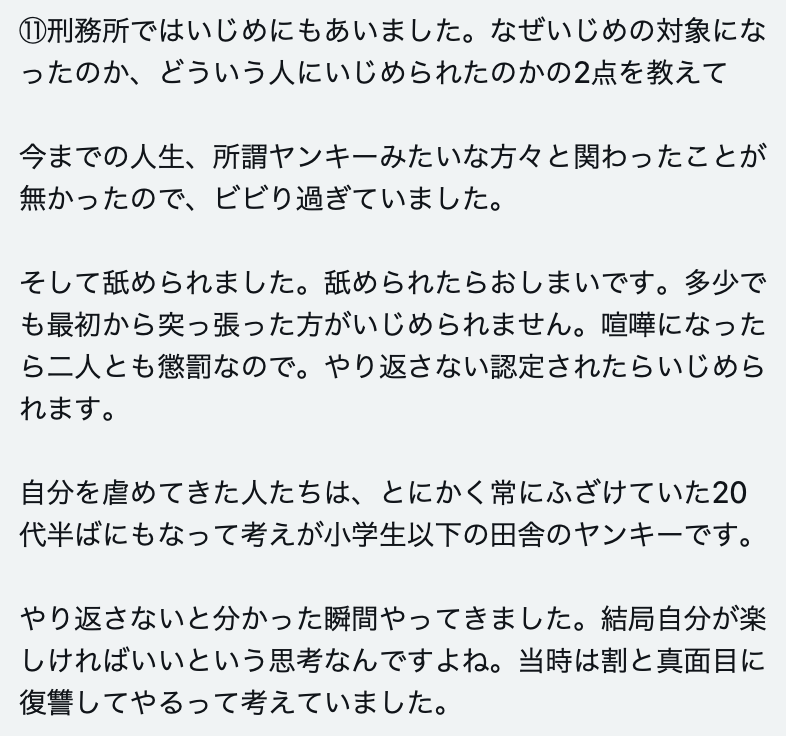 ⑪刑務所ではいじめにもあいました。なぜいじめの対象にな
ったのか、どういう人にいじめられたのかの2点を教えて
今までの人生、所謂ヤンキーみたいな方々と関わったことが
無かったので、ビビり過ぎていました。
そして舐められました。舐められたらおしまいです。多少で
も最初から突っ張った方がいじめられません。喧嘩になった
ら二人とも懲罰なので。やり返さない認定されたらいじめら
れます。
自分を虐めてきた人たちは、とにかく常にふざけていた20
代半ばにもなって考えが小学生以下の田舎のヤンキーです。
やり返さないと分かった瞬間やってきました。結局自分が楽
しければいいという思考なんですよね。当時は割と真面目に
復讐してやるって考えていました。